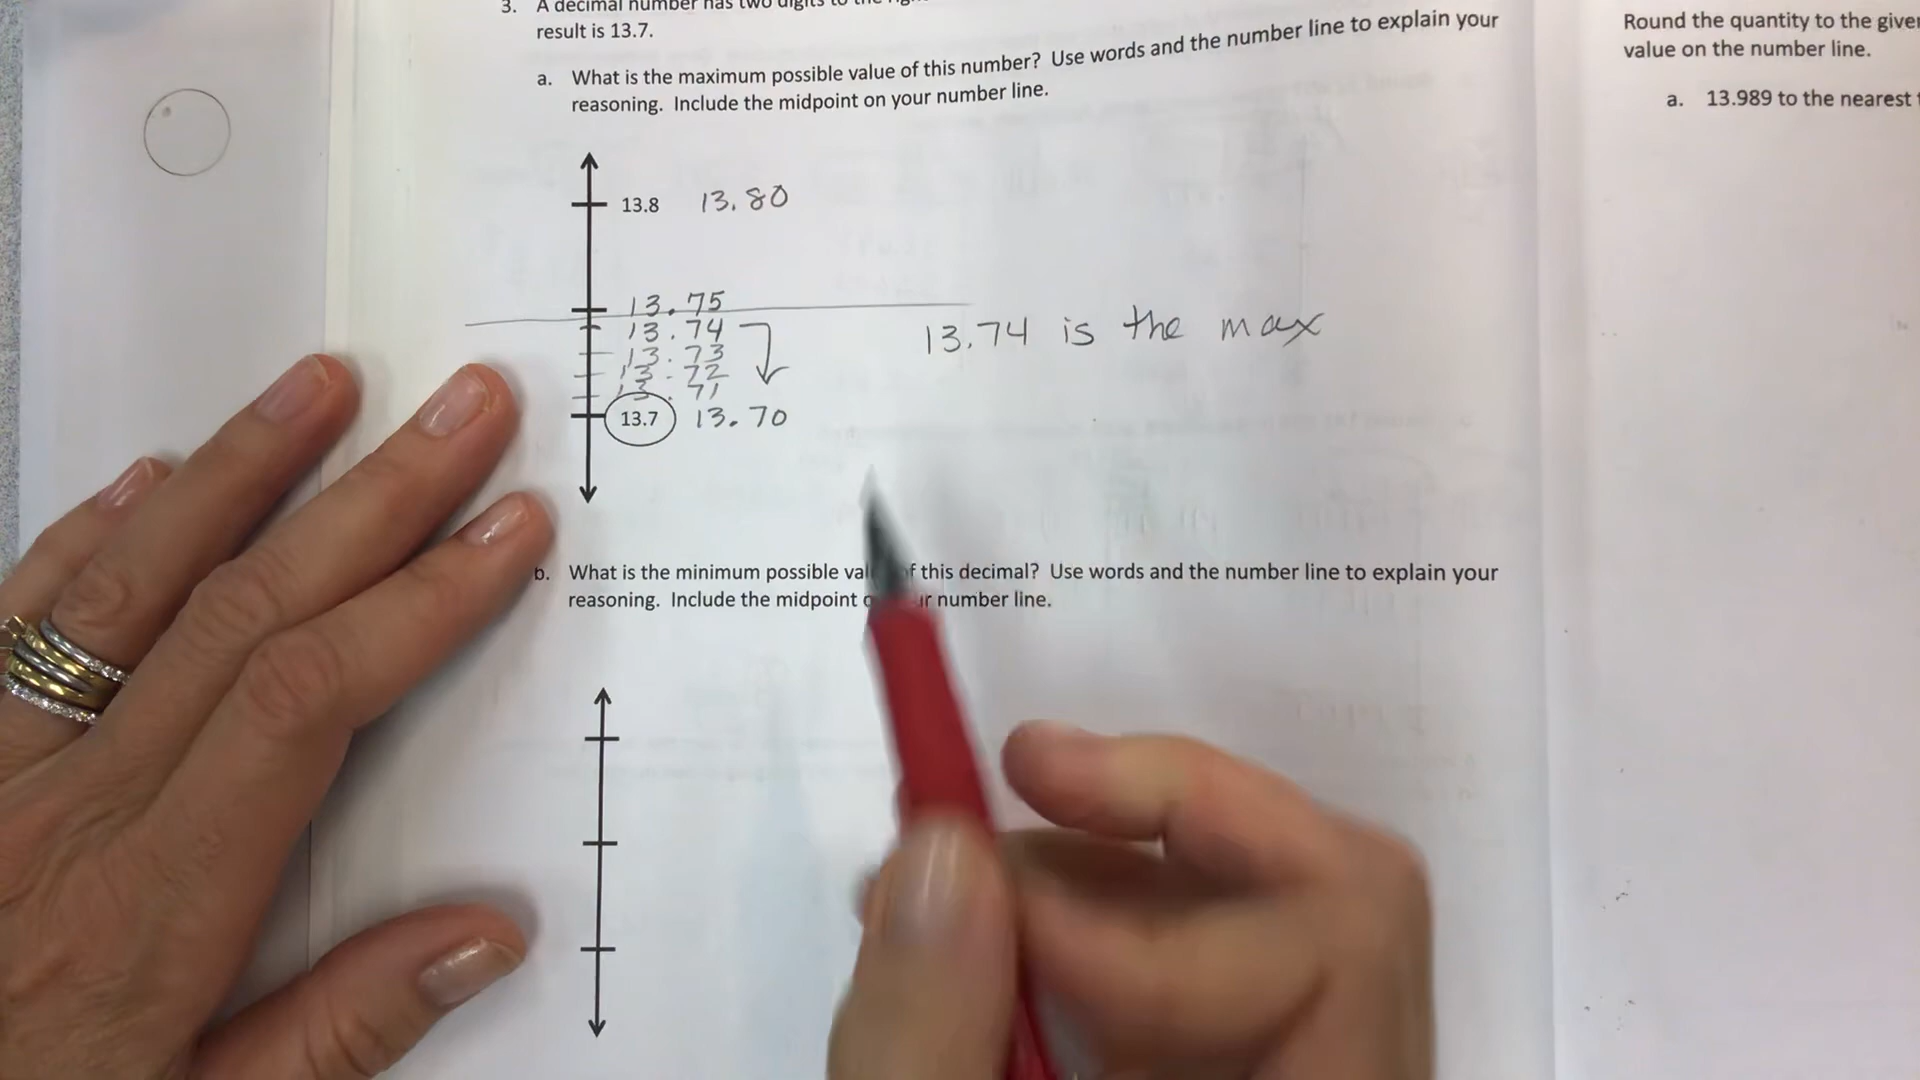 3. A decimal number has two digits to the
result is 13.7.
a. What is the maximum possible value of this number? Use words and the number line to explain your
reasoning. Include the midpoint on your number line.
13.8 13.80
13.75
13.74
13.73
13.72
13.71
13.7 13.70
13.74 is the max
b. What is the minimum possible of this decimal? Use words and the number line to explain your
reasoning. Include the midpoint number line.
Round the quantity to the
value on the number line.
a. 13.989 to the nearest